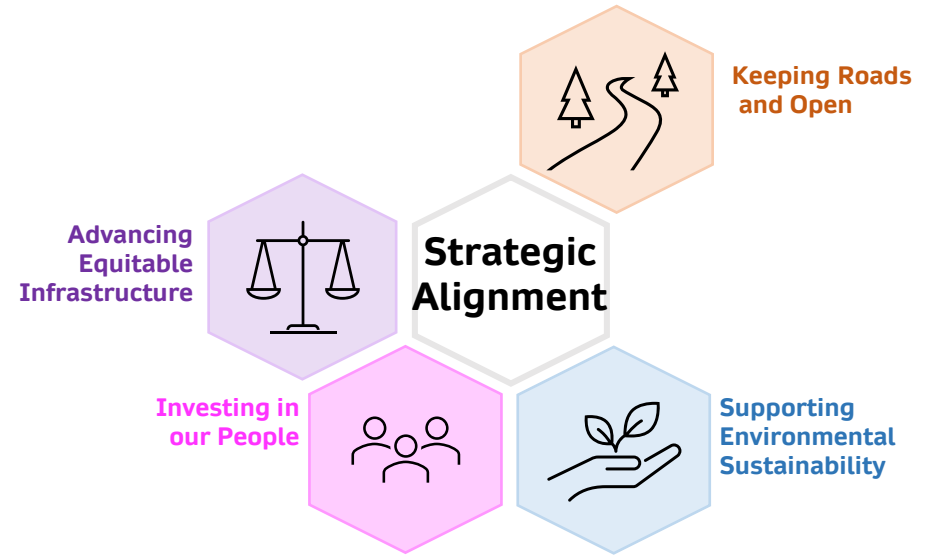 Keeping Roads
and Open
Advancing
Equitable
Infrastructure
Strategic
Alignment
Investing in
our People
Supporting
Environmental
Sustainability